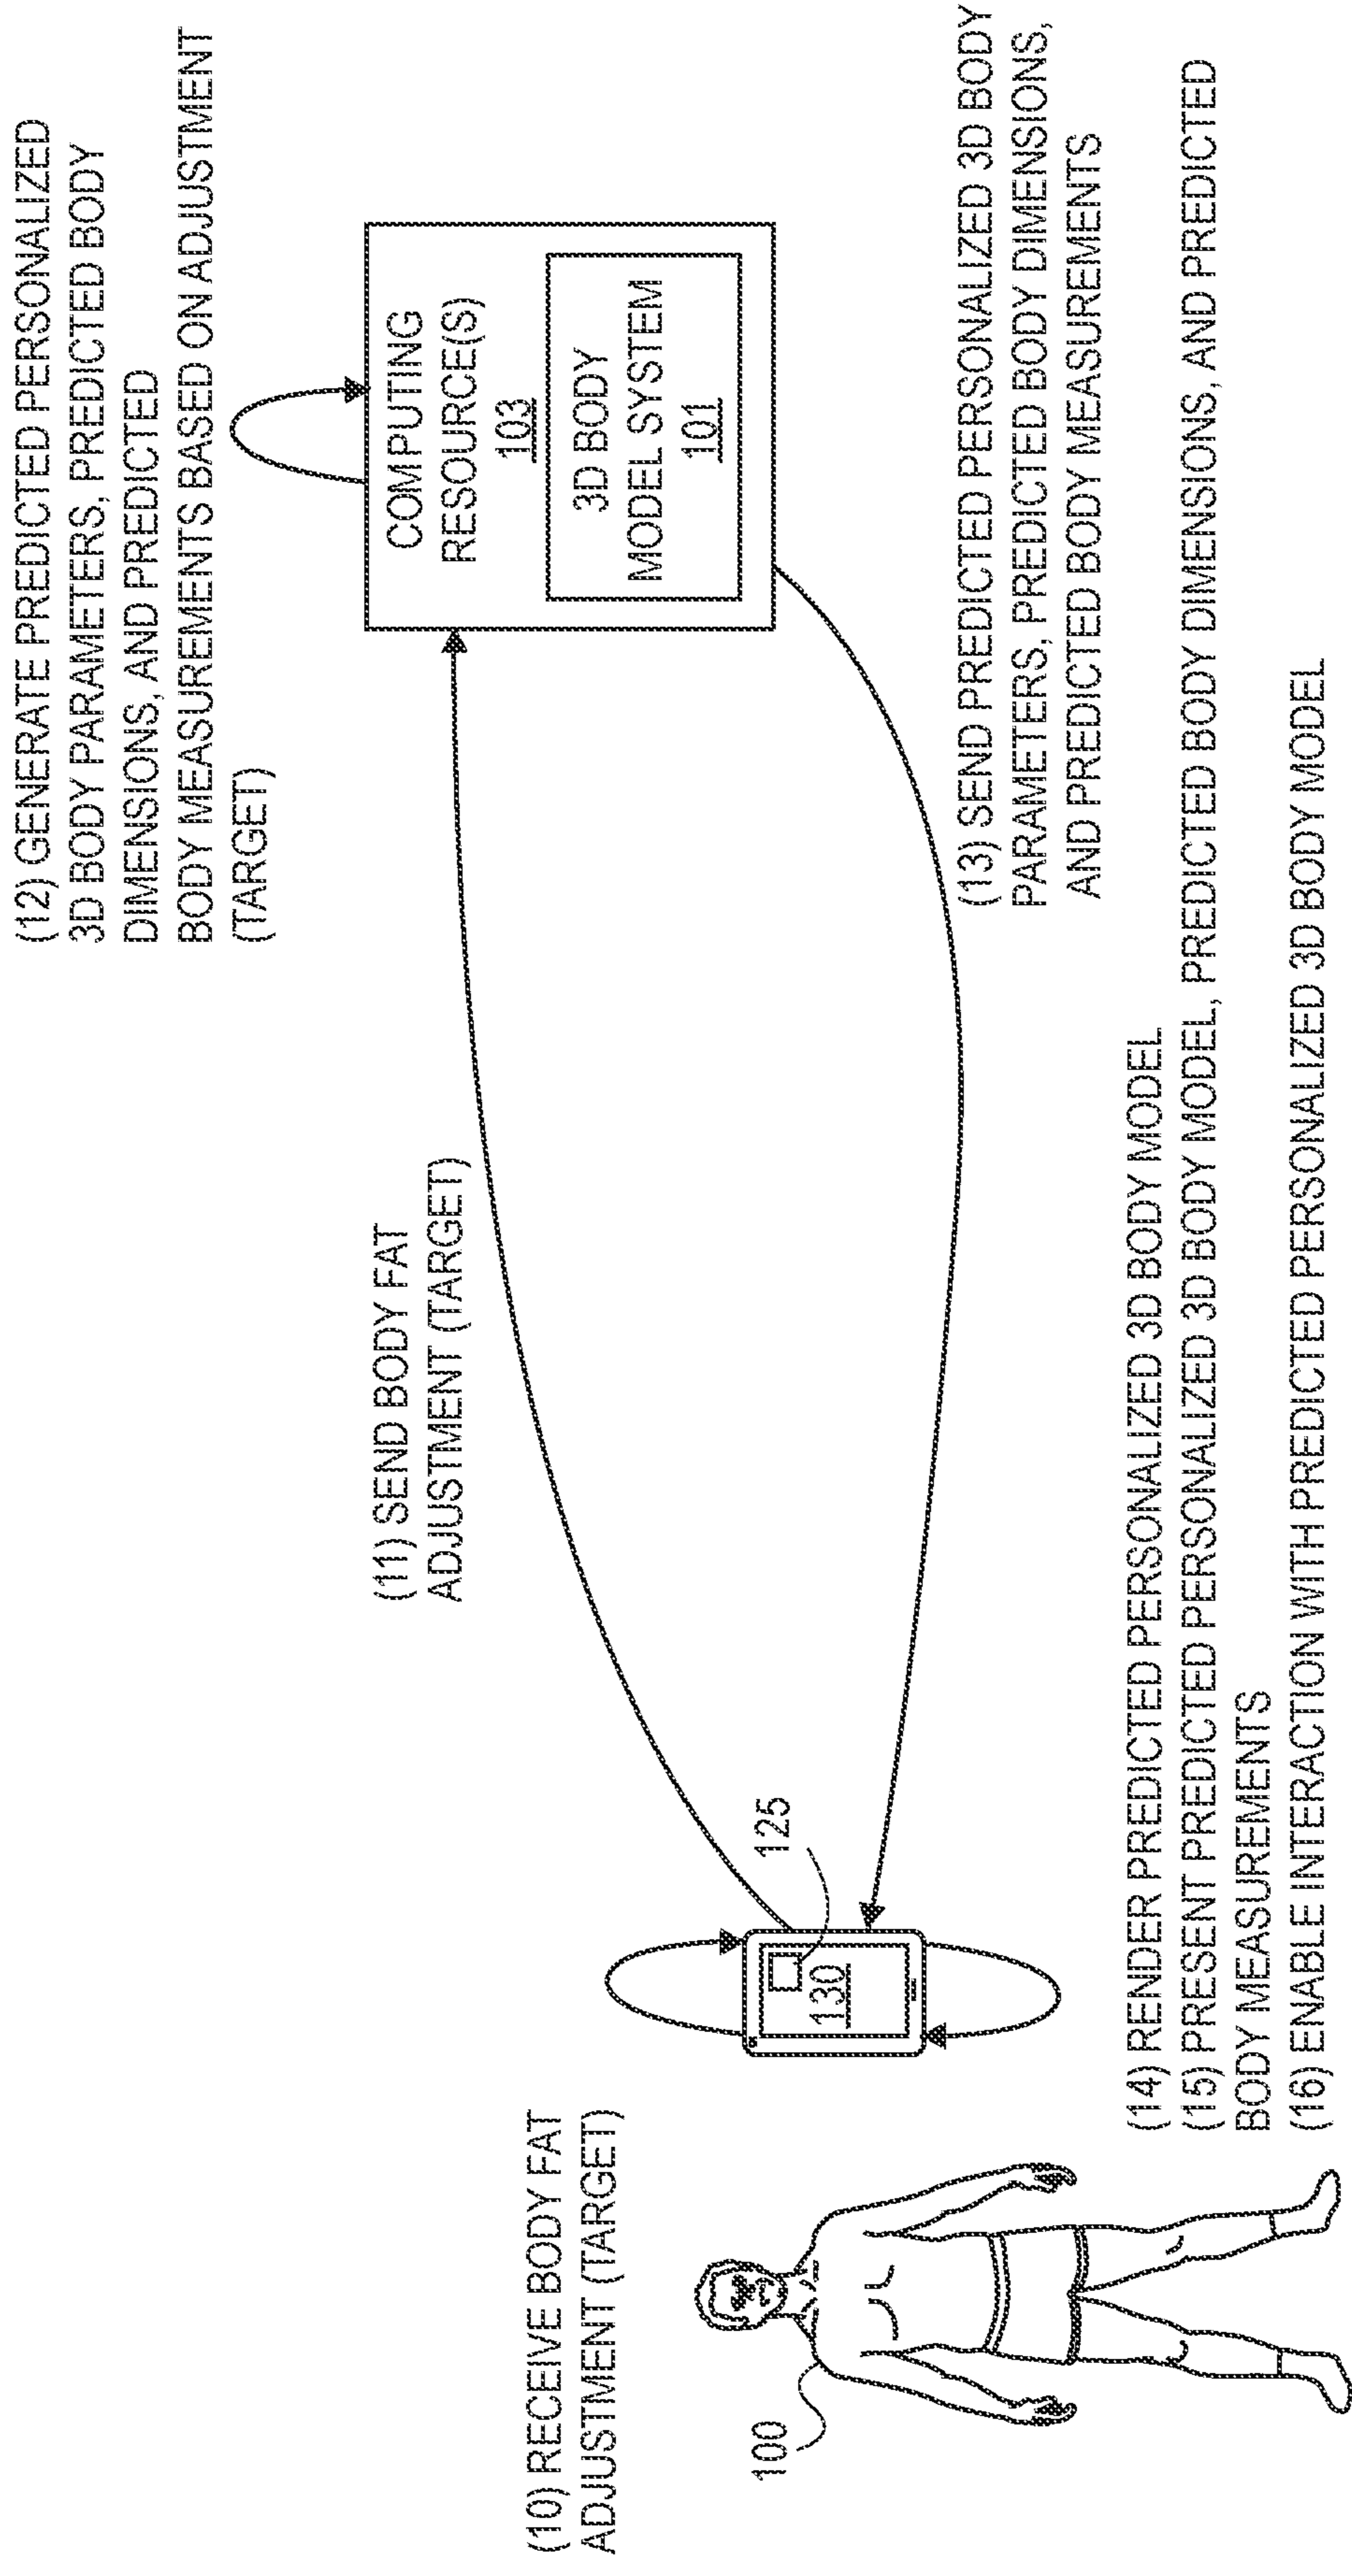 (12) GENERATE PREDICTED PERSONALIZED
3D BODY PARAMETERS, PREDICTED BODY
DIMENSIONS, AND PREDICTED
BODY MEASUREMENTS BASED ON ADJUSTMENT
(TARGET)
(11) SEND BODY FAT
ADJUSTMENT (TARGET)
COMPUTING
RESOURCE(S)
103
3D BODY
MODEL SYSTEM
101
(10) RECEIVE BODY FAT
ADJUSTMENT (TARGET)
100
125
130
(13) SEND PREDICTED PERSONALIZED 3D BODY
PARAMETERS, PREDICTED BODY DIMENSIONS,
AND PREDICTED BODY MEASUREMENTS
(14) RENDER PREDICTED PERSONALIZED 3D BODY MODEL
(15) PRESENT PREDICTED PERSONALIZED 3D BODY MODEL, PREDICTED BODY DIMENSIONS, AND PREDICTED
BODY MEASUREMENTS
(16) ENABLE INTERACTION WITH PREDICTED PERSONALIZED 3D BODY MODEL